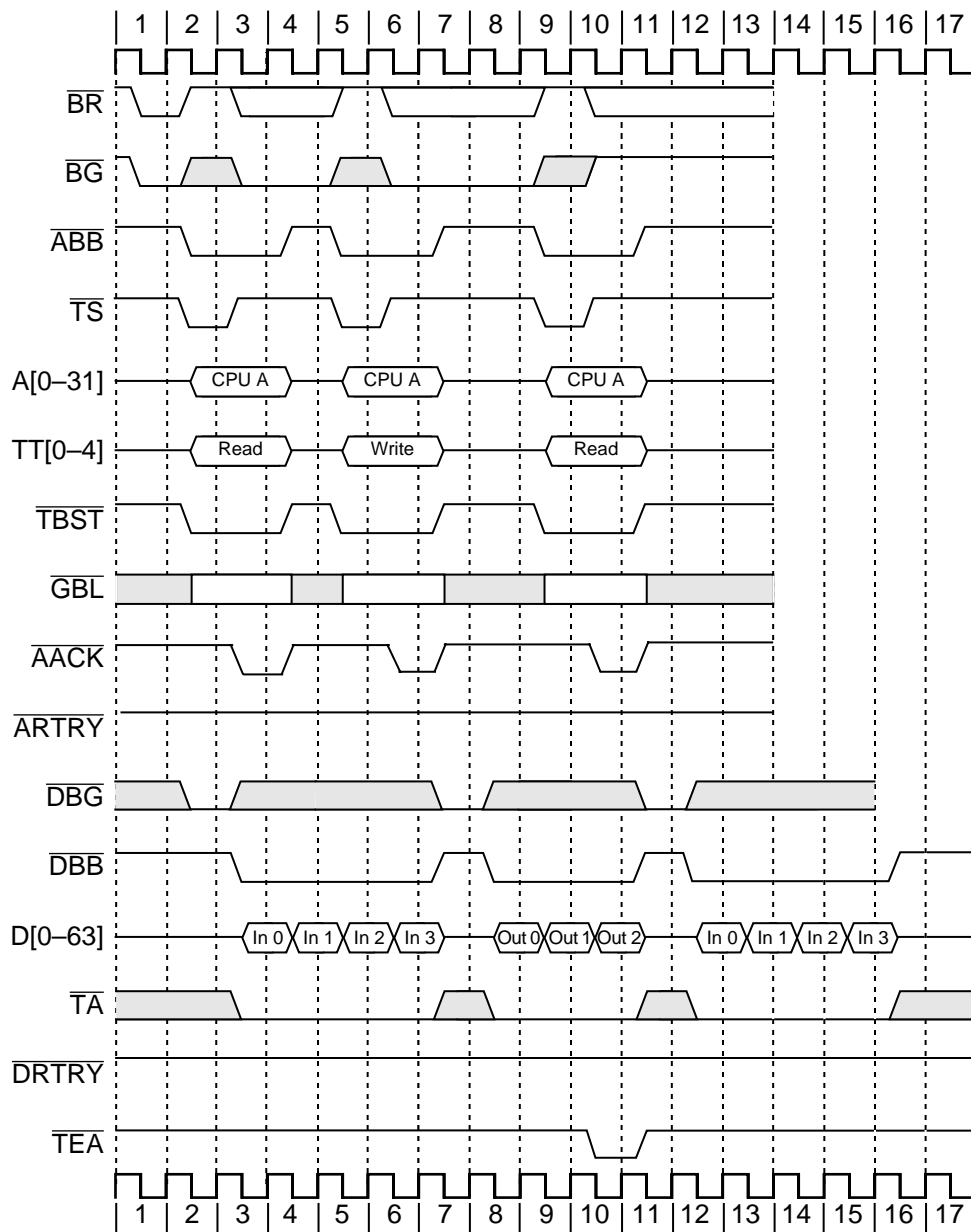 1 2 3 4 5 6 7 8 9 10 11 12 13 14 15 16 17
BR
BG
ABB
TS
A[0–31] CPU A CPU A CPU A
TT[0–4] Read Write Read
TBST
GBL
AACK
ARTRY
DBG
DBB
D[0–63] In 0 In 1 In 2 In 3 Out 0 Out 1 Out 2 In 0 In 1 In 2 In 3
TA
DRTRY
TEA
1 2 3 4 5 6 7 8 9 10 11 12 13 14 15 16 17